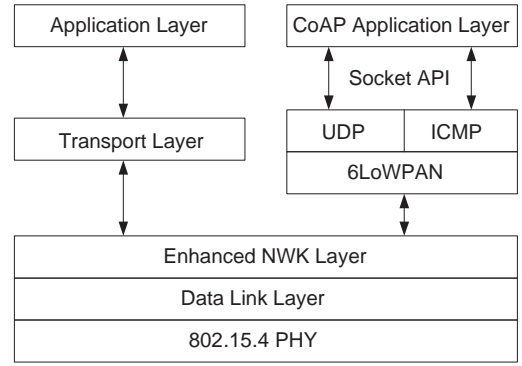 Application Layer
CoAP Application Layer
Socket API
Transport Layer
UDP
ICMP
6LoWPAN
Enhanced NWK Layer
Data Link Layer
802.15.4 PHY